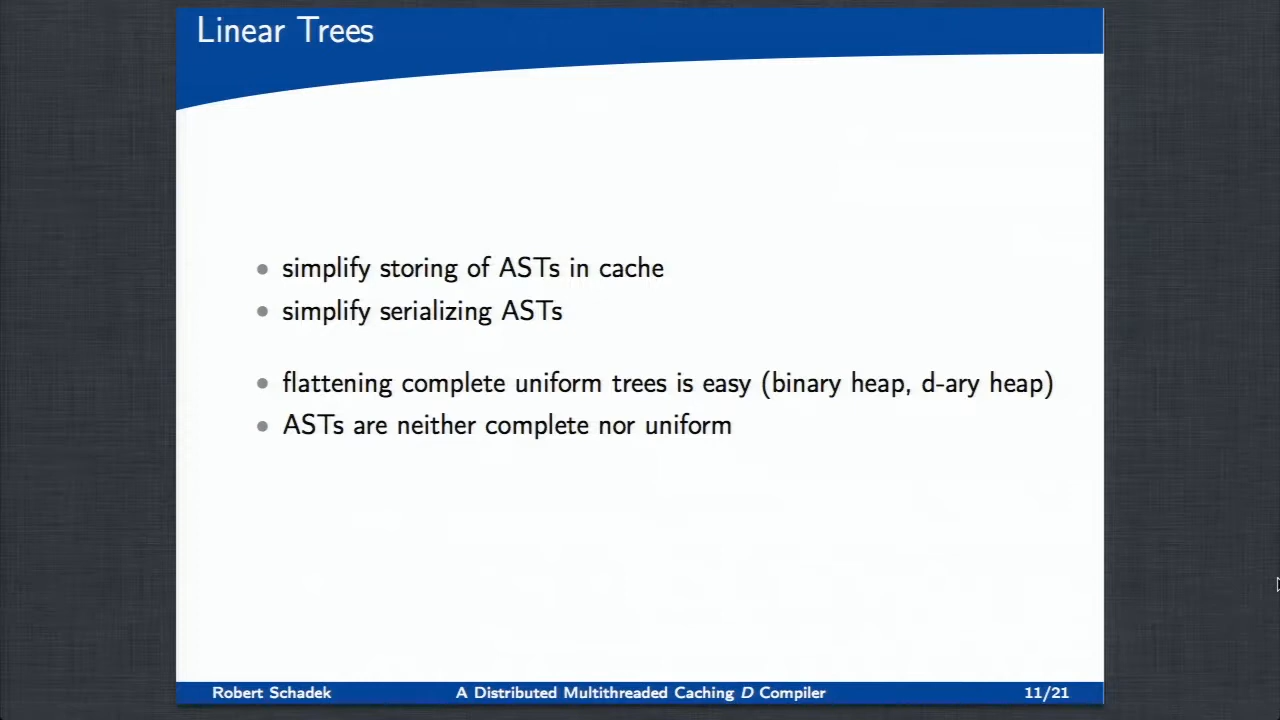 Linear Trees
simplify storing of ASTs in cache
simplify serializing ASTs
flattening complete uniform trees is easy (binary heap, d-ary heap)
ASTs are neither complete nor uniform
Robert Schadek
A Distributed Multithreaded Caching D Compiler
11/21